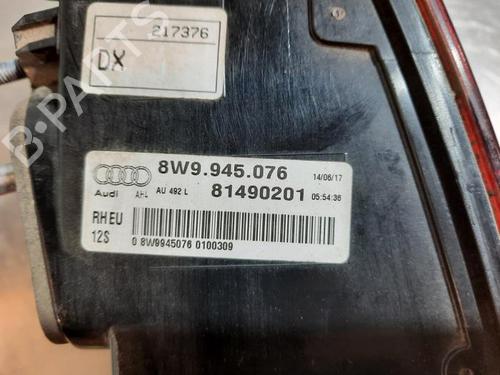 217376
DX
8W9.945.076
14/06/17
Audi AHL AU 492 L 81490201 05:54:36
RH EU
12S
0 8W9945076 0100309
B-Parts